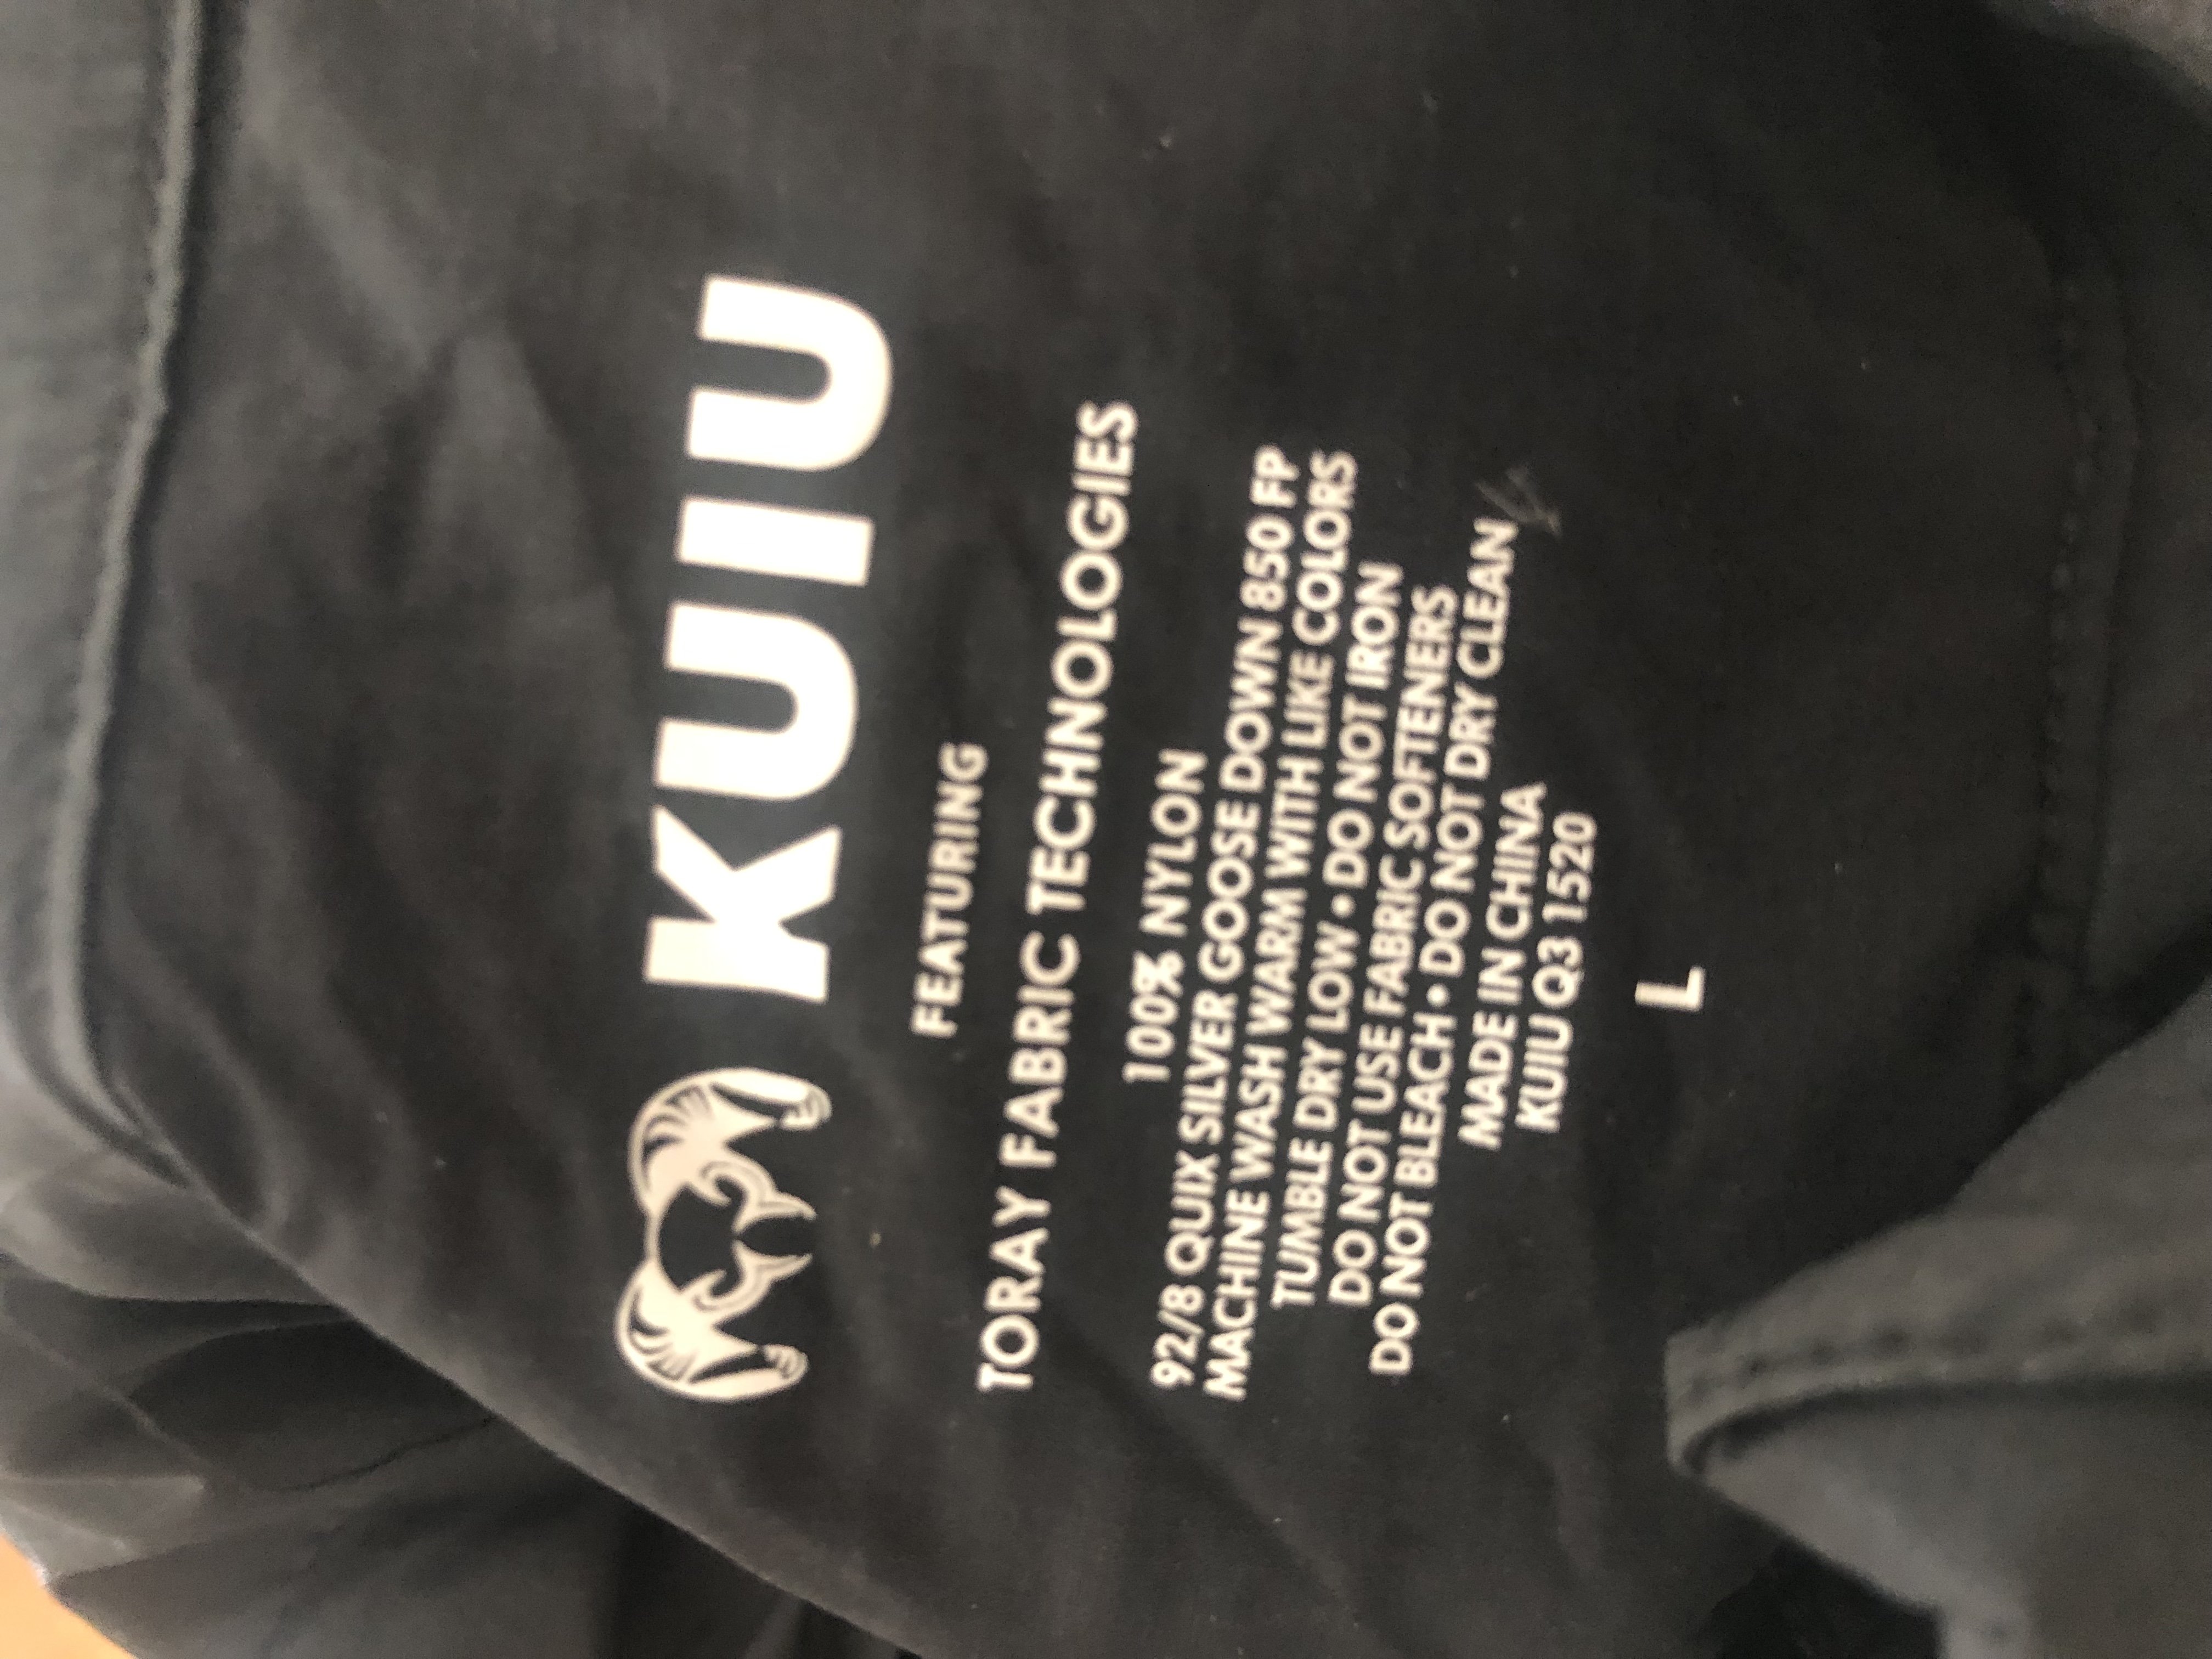 KUIU
FEATURING
TORAY FABRIC TECHNOLOGIES
100% NYLON
92/8 QUIX SILVER GOOSE DOWN 850 FP
MACHINE WASH WARM WITH LIKE COLORS
TUMBLE DRY LOW • DO NOT IRON
DO NOT USE FABRIC SOFTENERS
DO NOT BLEACH • DO NOT DRY CLEAN
MADE IN CHINA
KUIU Q3 1520
L